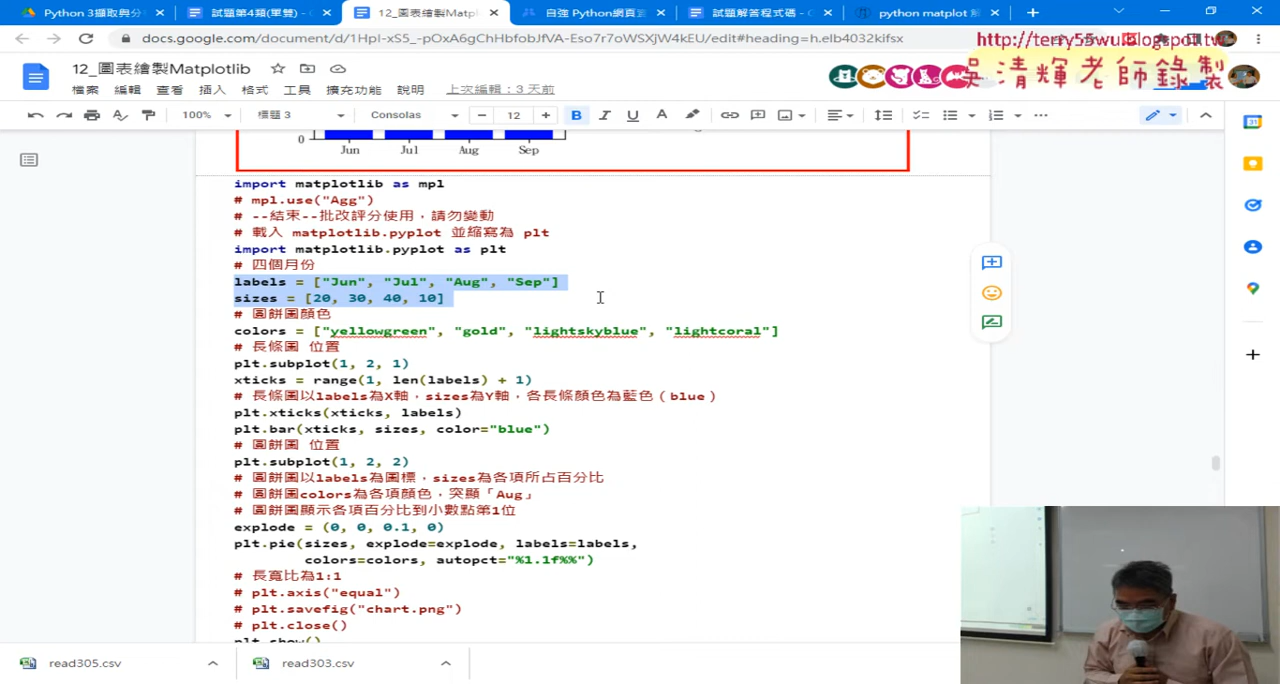 Python 3擷取與分
試題第4類(單雙) - G
12_圖表繪製Matpl
自強 Python網頁
試題解答程式碼 - G
python matplot
docs.google.com/document/d/1HpI-xS5_-pOxA6gChHbfobJfVA-Eso7r7oWSXjW4kEU/edit#heading=h.elb4032kifsx
http://terry55wu.blogspot.tw
吳清輝老師錄製
12_圖表繪製Matplotlib
檔案 編輯 查看 插入 格式 工具 擴充功能 說明 上次編輯:3 天前
100% 標題 3 Consolas 12 B I U A
0
Jun Jul Aug Sep
import matplotlib as mpl
# mpl.use("Agg")
# --結束--批改評分使用,請勿變動
# 載入 matplotlib.pyplot 並縮寫為 plt
import matplotlib.pyplot as plt
# 四個月份
labels = ["Jun", "Jul", "Aug", "Sep"]
sizes = [20, 30, 40, 10]
# 圓餅圖顏色
colors = ["yellowgreen", "gold", "lightskyblue", "lightcoral"]
# 長條圖 位置
plt.subplot(1, 2, 1)
xticks = range(1, len(labels) + 1)
# 長條圖以labels為X軸,sizes為Y軸,各長條顏色為藍色(blue)
plt.xticks(xticks, labels)
plt.bar(xticks, sizes, color="blue")
# 圓餅圖 位置
plt.subplot(1, 2, 2)
# 圓餅圖以labels為圖標,sizes為各項所占百分比
# 圓餅圖colors為各項顏色,突顯「Aug」
# 圓餅圖顯示各項百分比到小數點第1位
explode = (0, 0, 0.1, 0)
plt.pie(sizes, explode=explode, labels=labels,
colors=colors, autopct="%1.1f%%")
# 長寬比為1:1
# plt.axis("equal")
# plt.savefig("chart.png")
# plt.close()
plt.show()
read305.csv
read303.csv